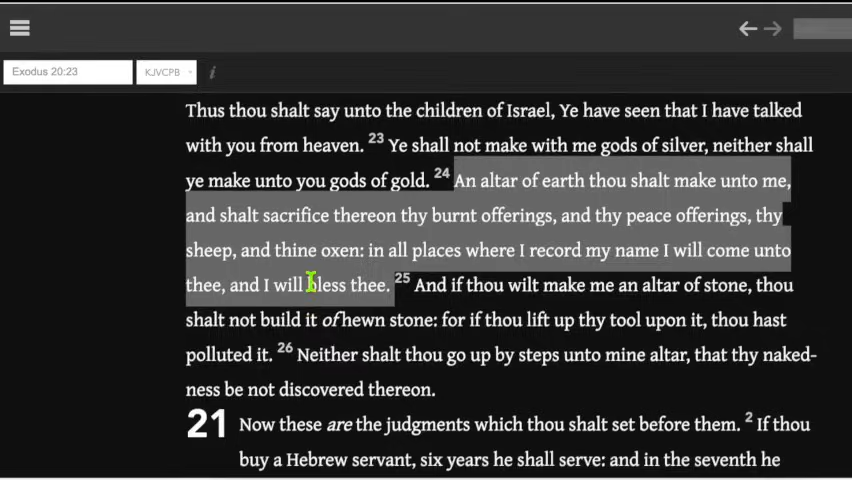 Exodus 20:23 KJVCPB i
Thus thou shalt say unto the children of Israel, Ye have seen that I have talked
with you from heaven. 23 Ye shall not make with me gods of silver, neither shall
ye make unto you gods of gold. 24 An altar of earth thou shalt make unto me,
and shalt sacrifice thereon thy burnt offerings, and thy peace offerings, thy
sheep, and thine oxen: in all places where I record my name I will come unto
thee, and I will bless thee. 25 And if thou wilt make me an altar of stone, thou
shalt not build it of hewn stone: for if thou lift up thy tool upon it, thou hast
polluted it. 26 Neither shalt thou go up by steps unto mine altar, that thy naked-
ness be not discovered thereon.
21 Now these are the judgments which thou shalt set before them. 2 If thou
buy a Hebrew servant, six years he shall serve: and in the seventh he